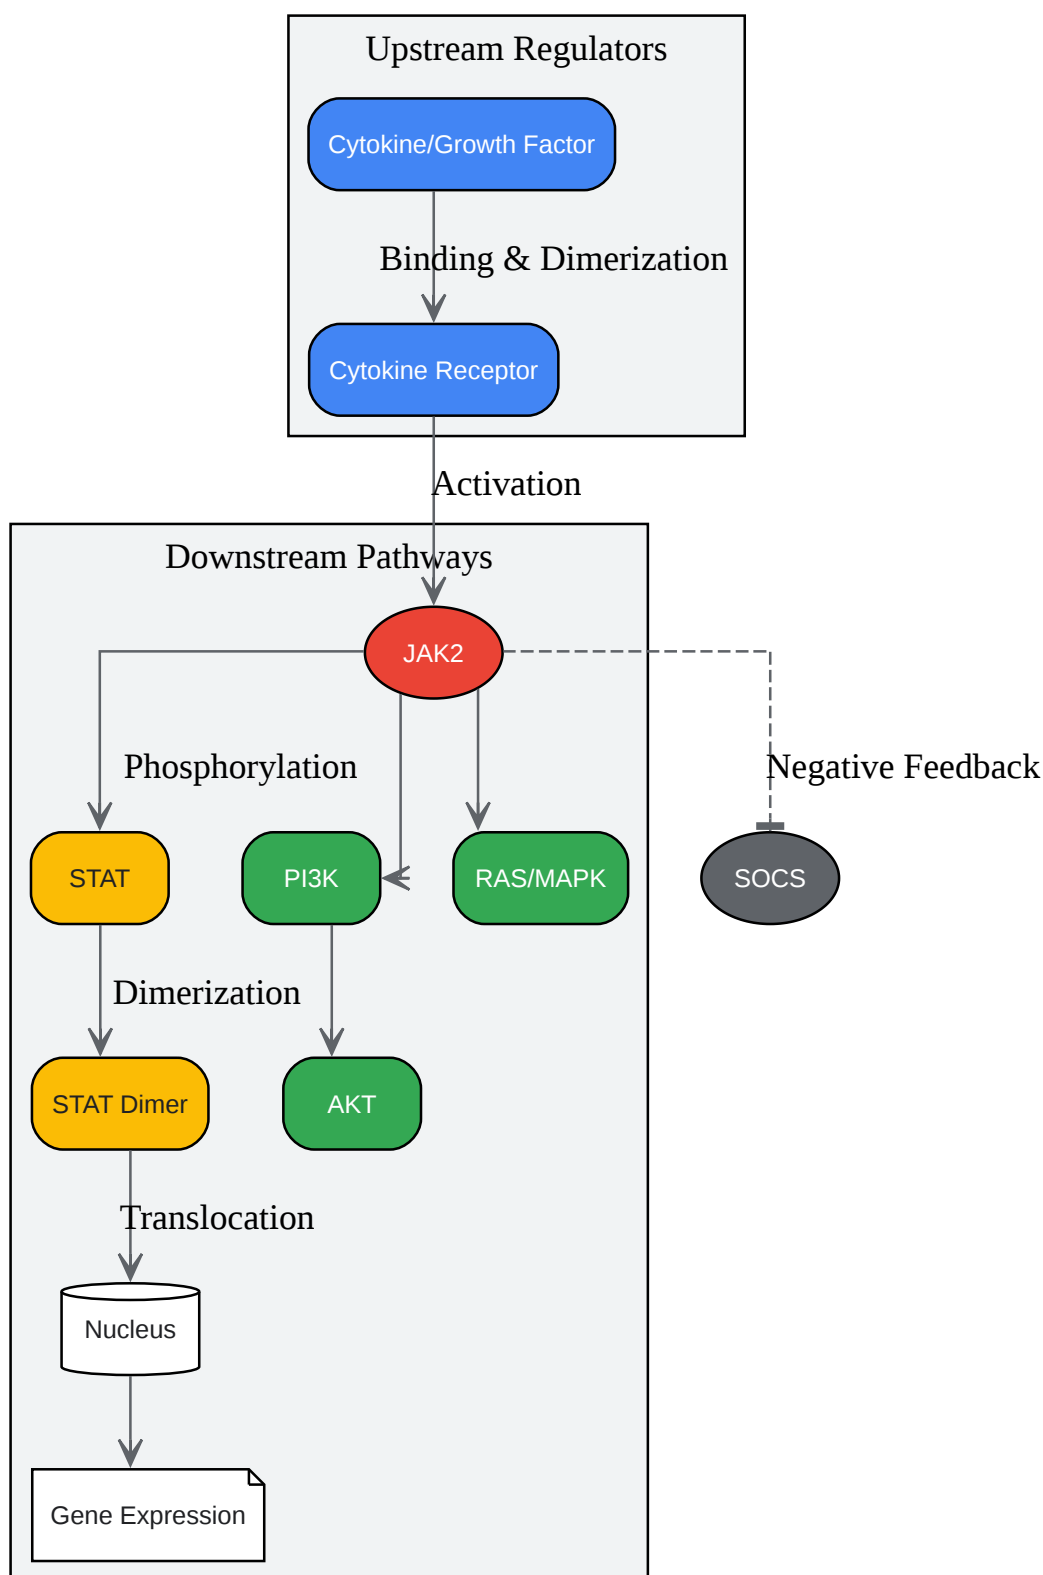 Upstream Regulators
Cytokine/Growth Factor
Binding & Dimerization
Cytokine Receptor
Activation
Downstream Pathways
JAK2
Phosphorylation
Negative Feedback
STAT
PI3K
RAS/MAPK
SOCS
Dimerization
STAT Dimer
AKT
Translocation
Nucleus
Gene Expression